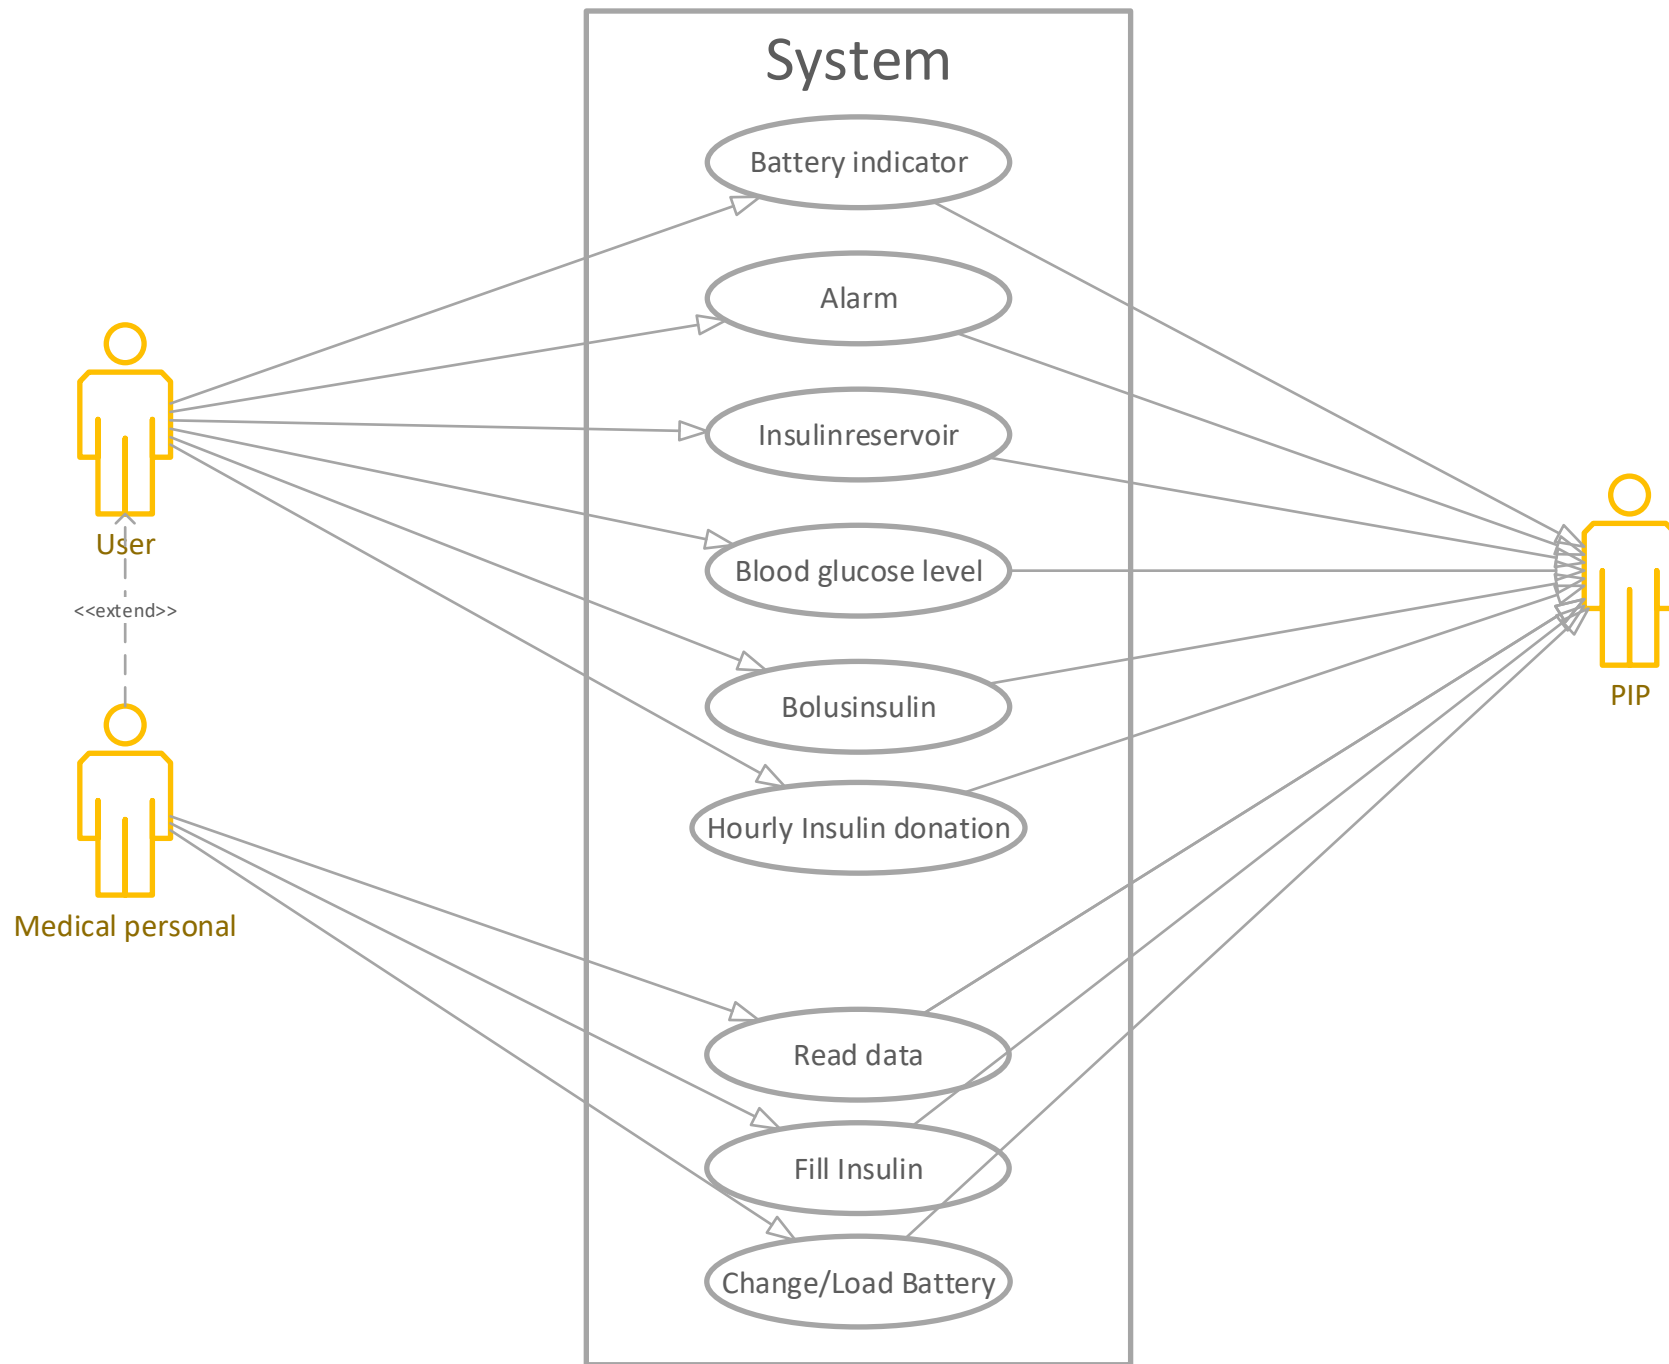 System
Battery indicator
Alarm
Insulinreservoir
User
Blood glucose level
<<extend>>
PIP
Bolusinsulin
Hourly Insulin donation
Medical personal
Read data
Fill Insulin
Change/Load Battery